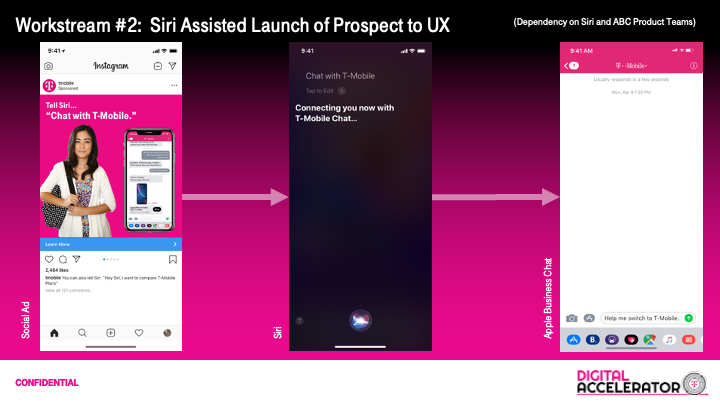 Workstream #2:  Siri Assisted Launch of Prospect to UX
(Dependency on Siri and ABC Product Teams)
9:41
Instagram
tmobile
Sponsored
Tell Siri...
“Chat with T-Mobile.”
Learn More
2,484 likes
tmobile You can also tell Siri: "Hey Siri, I want to compare T-Mobile
Plans"
View all 121 comments...
Social Ad
9:41
Chat with T-Mobile
Tap to Edit
Connecting you now with
T-Mobile Chat...
Siri
9:41 AM
1
T-Mobile
Usually responds in a few seconds
Mon, Apr 8 1:29 PM
Help me switch to T-Mobile.
Apple Business Chat
CONFIDENTIAL
DIGITAL
ACCELERATOR